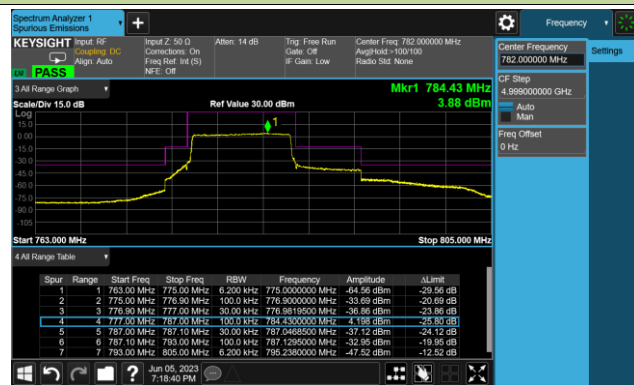 Spectrum Analyzer 1
Spurious Emissions
Frequency
KEYSIGHT Input: RF Input Z: 50 Ω Atten: 14 dB Trig: Free Run Center Freq: 782.000000 MHz
Coupling: DC Corrections: On Gate: Off Avg|Hold:>100/100
Align: Auto Freq Ref: Int (S) IF Gain: Low Radio Std: None
PASS NFE: Off
Center Frequency
782.000000 MHz
Settings
CF Step
4.999000000 GHz
Auto
Man
Freq Offset
0 Hz
3 All Range Graph
Mkr1 784.43 MHz
Scale/Div 15.0 dB Ref Value 30.00 dBm 3.88 dBm
Log
15.0
0.00
-15.0
-30.0
-45.0
-60.0
-75.0
-90.0
-105
1
Start 763.000 MHz Stop 805.000 MHz
4 All Range Table
Spur Range Start Freq Stop Freq RBW Frequency Amplitude ΔLimit
1 1 763.00 MHz 775.00 MHz 6.200 kHz 775.0000000 MHz -64.56 dBm -29.56 dB
2 2 775.00 MHz 776.90 MHz 100.0 kHz 776.9000000 MHz -33.69 dBm -20.69 dB
3 3 776.90 MHz 777.00 MHz 30.00 kHz 776.9819500 MHz -36.86 dBm -23.86 dB
4 4 777.00 MHz 787.00 MHz 100.0 kHz 784.4300000 MHz 4.198 dBm -25.80 dB
5 5 787.00 MHz 787.10 MHz 30.00 kHz 787.0468500 MHz -37.12 dBm -24.12 dB
6 6 787.10 MHz 793.00 MHz 100.0 kHz 787.1295000 MHz -32.95 dBm -19.95 dB
7 7 793.00 MHz 805.00 MHz 6.200 kHz 795.2380000 MHz -47.52 dBm -12.52 dB
Jun 05, 2023
7:18:40 PM